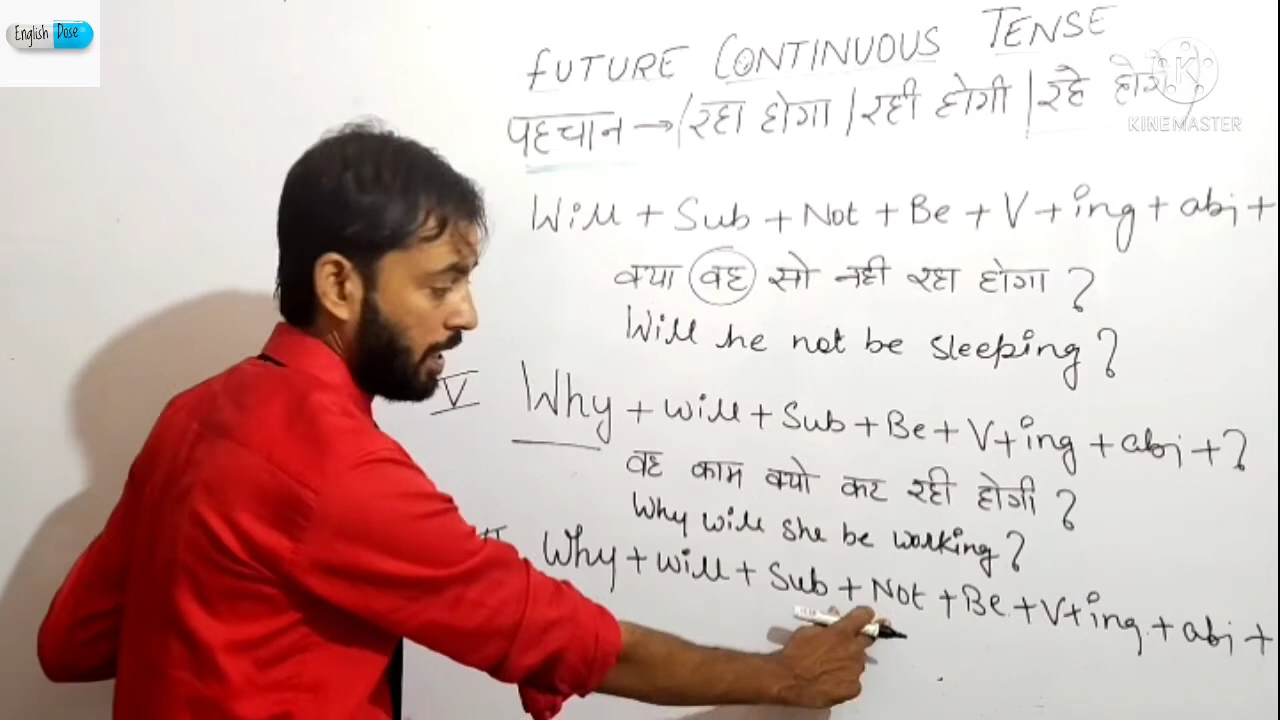 English Dose
FUTURE CONTINUOUS TENSE
पहचान → / रहा होगा / रही होगी / रहे होगे
KINEMASTER
Will + Sub + Not + Be + V + ing + obj +
क्या वह सो नही रहा होगा ?
Will he not be sleeping ?
V Why + will + Sub + Be + V + ing + obj + ?
वह काम क्यो कर रही होगी ?
Why will she be working ?
Why + will + Sub + Not + Be + V + ing + obj +